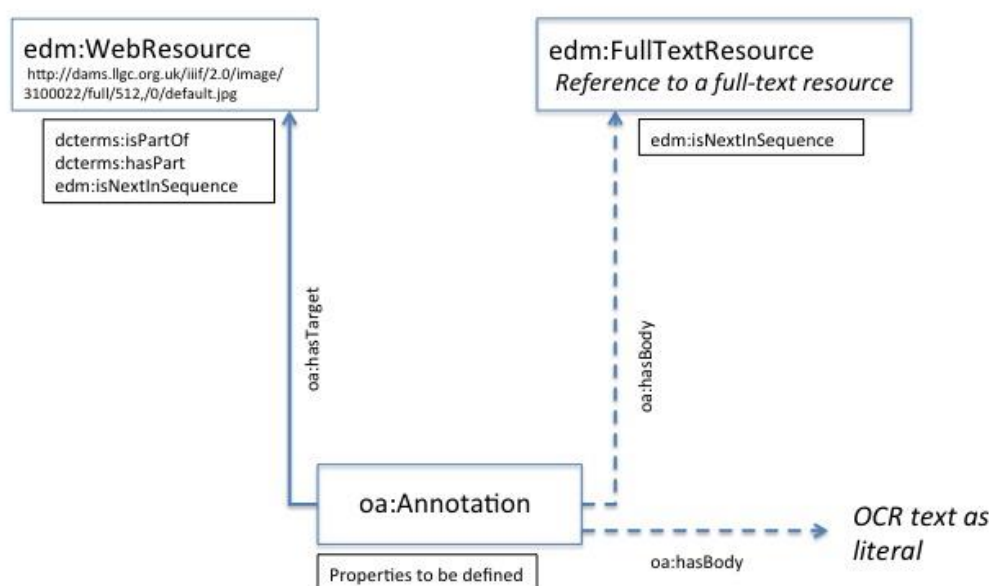 edm:WebResource
http://dams.llgc.org.uk/iiif/2.0/image/
3100022/full/512,/0/default.jpg
dcterms:isPartOf
dcterms:hasPart
edm:isNextInSequence
edm:FullTextResource
Reference to a full-text resource
edm:isNextInSequence
oa:hasTarget
oa:hasBody
oa:Annotation
Properties to be defined
oa:hasBody
OCR text as
literal